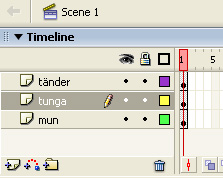 Scene 1
Timeline
1 5
tänder
tunga
mun